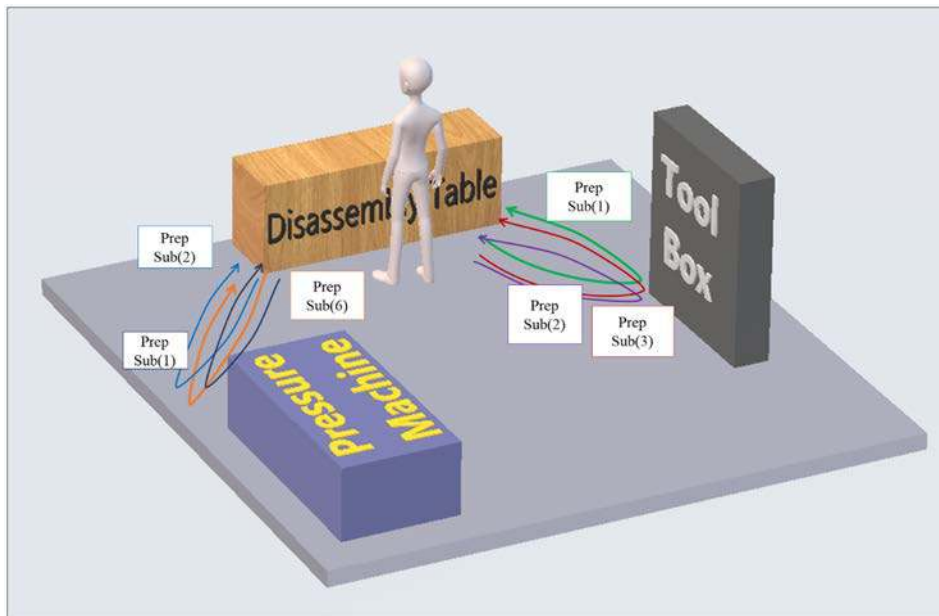 Disassembly Table
Tool
Box
Prep
Sub(1)
Prep
Sub(2)
Prep
Sub(6)
Prep
Sub(2)
Prep
Sub(3)
Prep
Sub(1)
Pressure
Machine